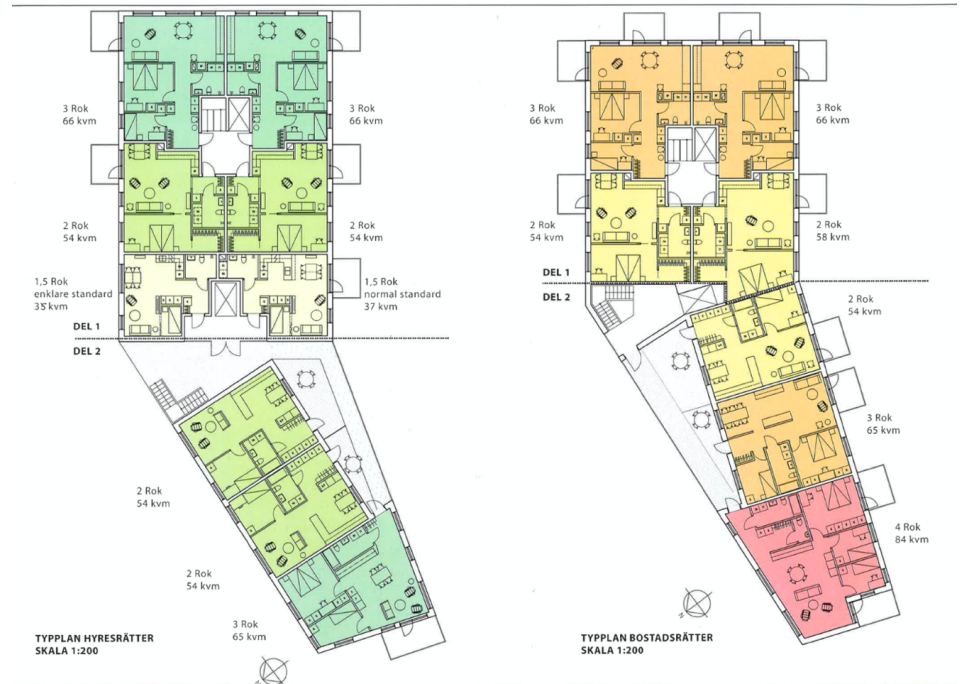 3 Rok
66 kvm
3 Rok
66 kvm
2 Rok
54 kvm
2 Rok
54 kvm
1,5 Rok
enklare standard
35 kvm
1,5 Rok
normal standard
37 kvm
DEL 1
DEL 2
2 Rok
54 kvm
2 Rok
54 kvm
3 Rok
65 kvm
TYPPLAN HYRESRÄTTER
SKALA 1:200
N
3 Rok
66 kvm
3 Rok
66 kvm
2 Rok
54 kvm
2 Rok
58 kvm
DEL 1
DEL 2
2 Rok
54 kvm
3 Rok
65 kvm
4 Rok
84 kvm
TYPPLAN BOSTADSRÄTTER
SKALA 1:200
N